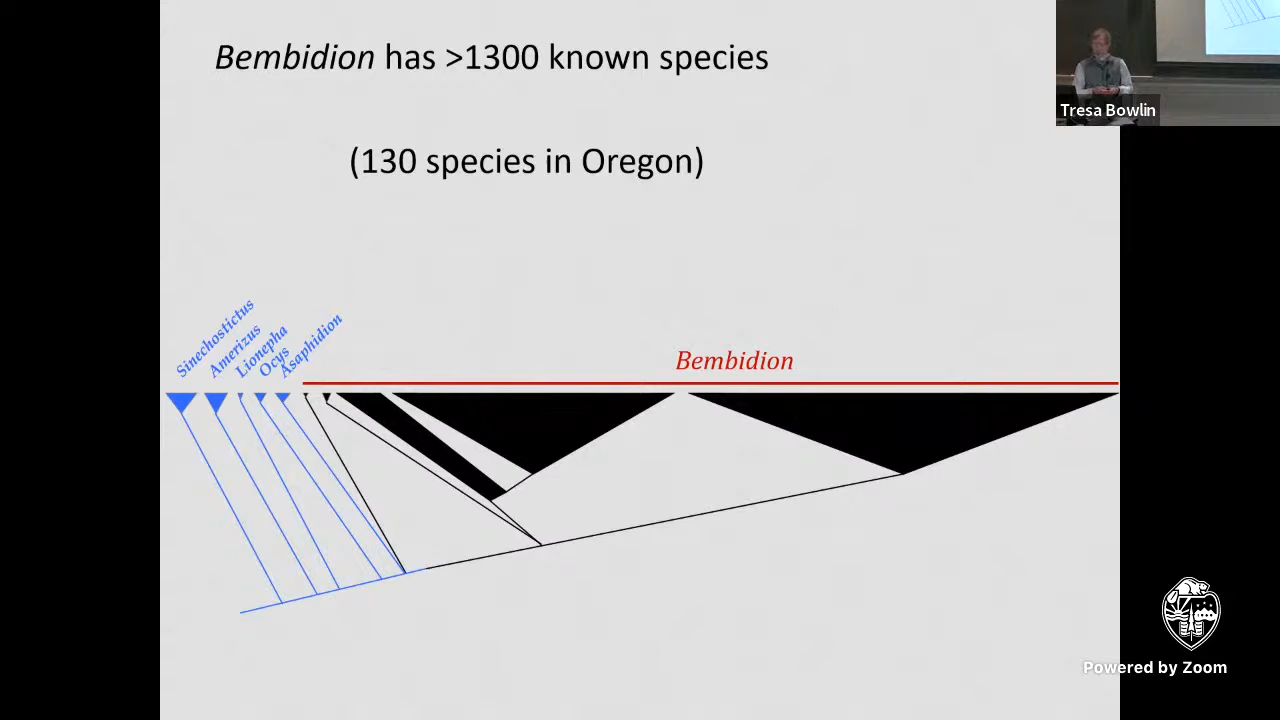 Bembidion has >1300 known species
(130 species in Oregon)
Tresa Bowlin
Sinechostictus
Amerizus
Lionepha
Ocys
Asaphidion
Bembidion
Powered by Zoom